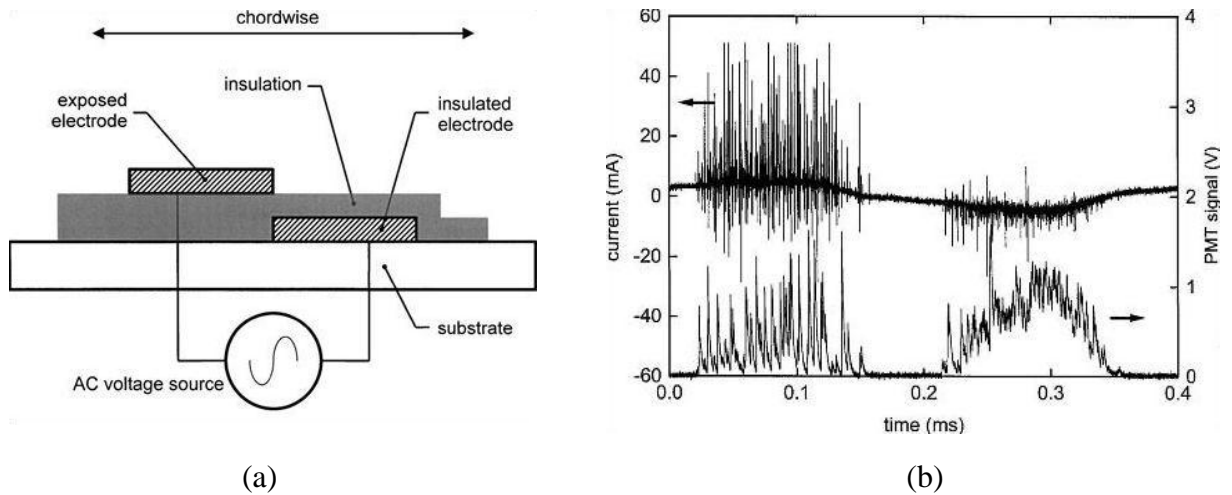 chordwise
exposed
electrode
insulation
insulated
electrode
substrate
AC voltage source
(a)
60
40
20
0
-20
-40
-60
current (mA)
4
3
2
1
0
PMT signal (V)
0.0
0.1
0.2
0.3
0.4
time (ms)
(b)